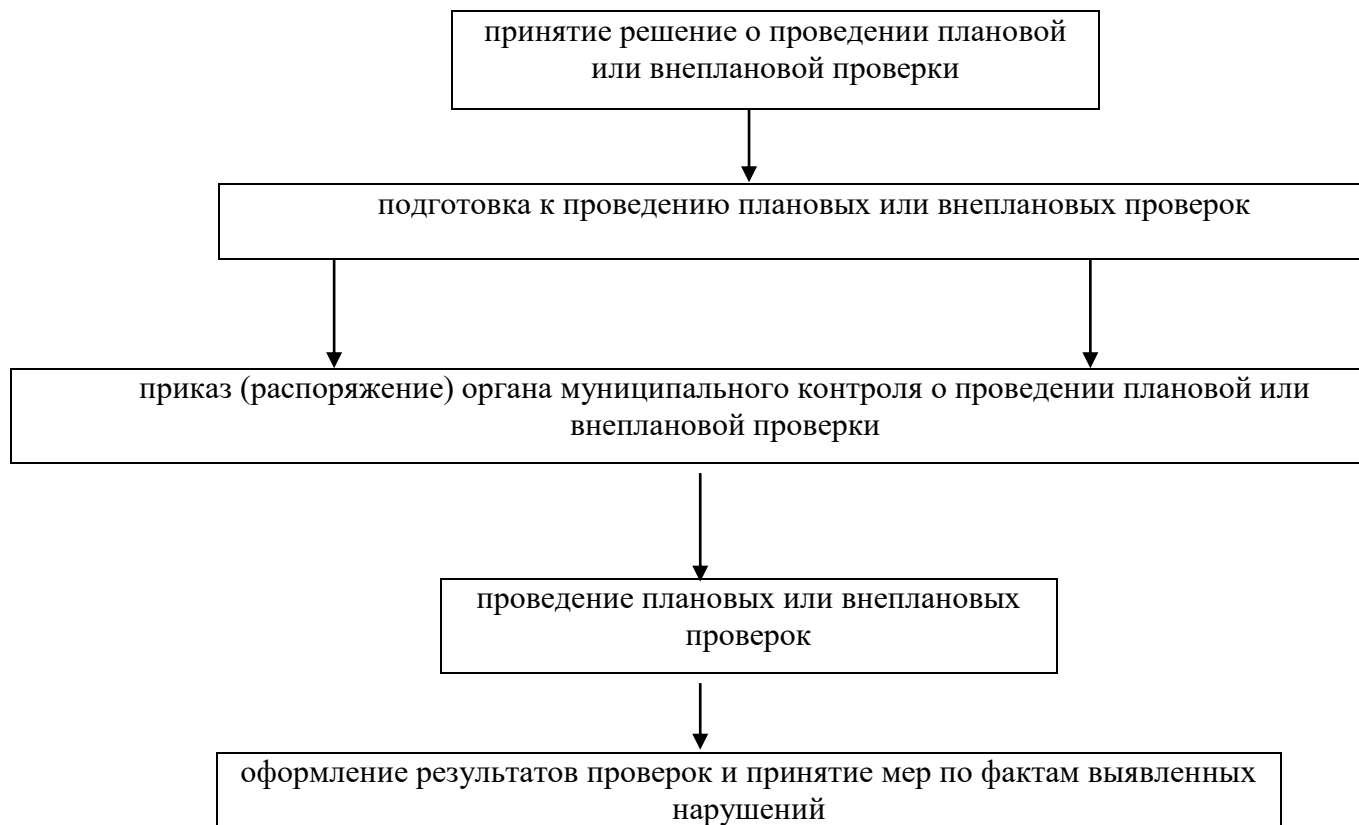 принятие решение о проведении плановой
или внеплановой проверки
подготовка к проведению плановых или внеплановых проверок
приказ (распоряжение) органа муниципального контроля о проведении плановой или
внеплановой проверки
проведение плановых или внеплановых
проверок
оформление результатов проверок и принятие мер по фактам выявленных
нарушений